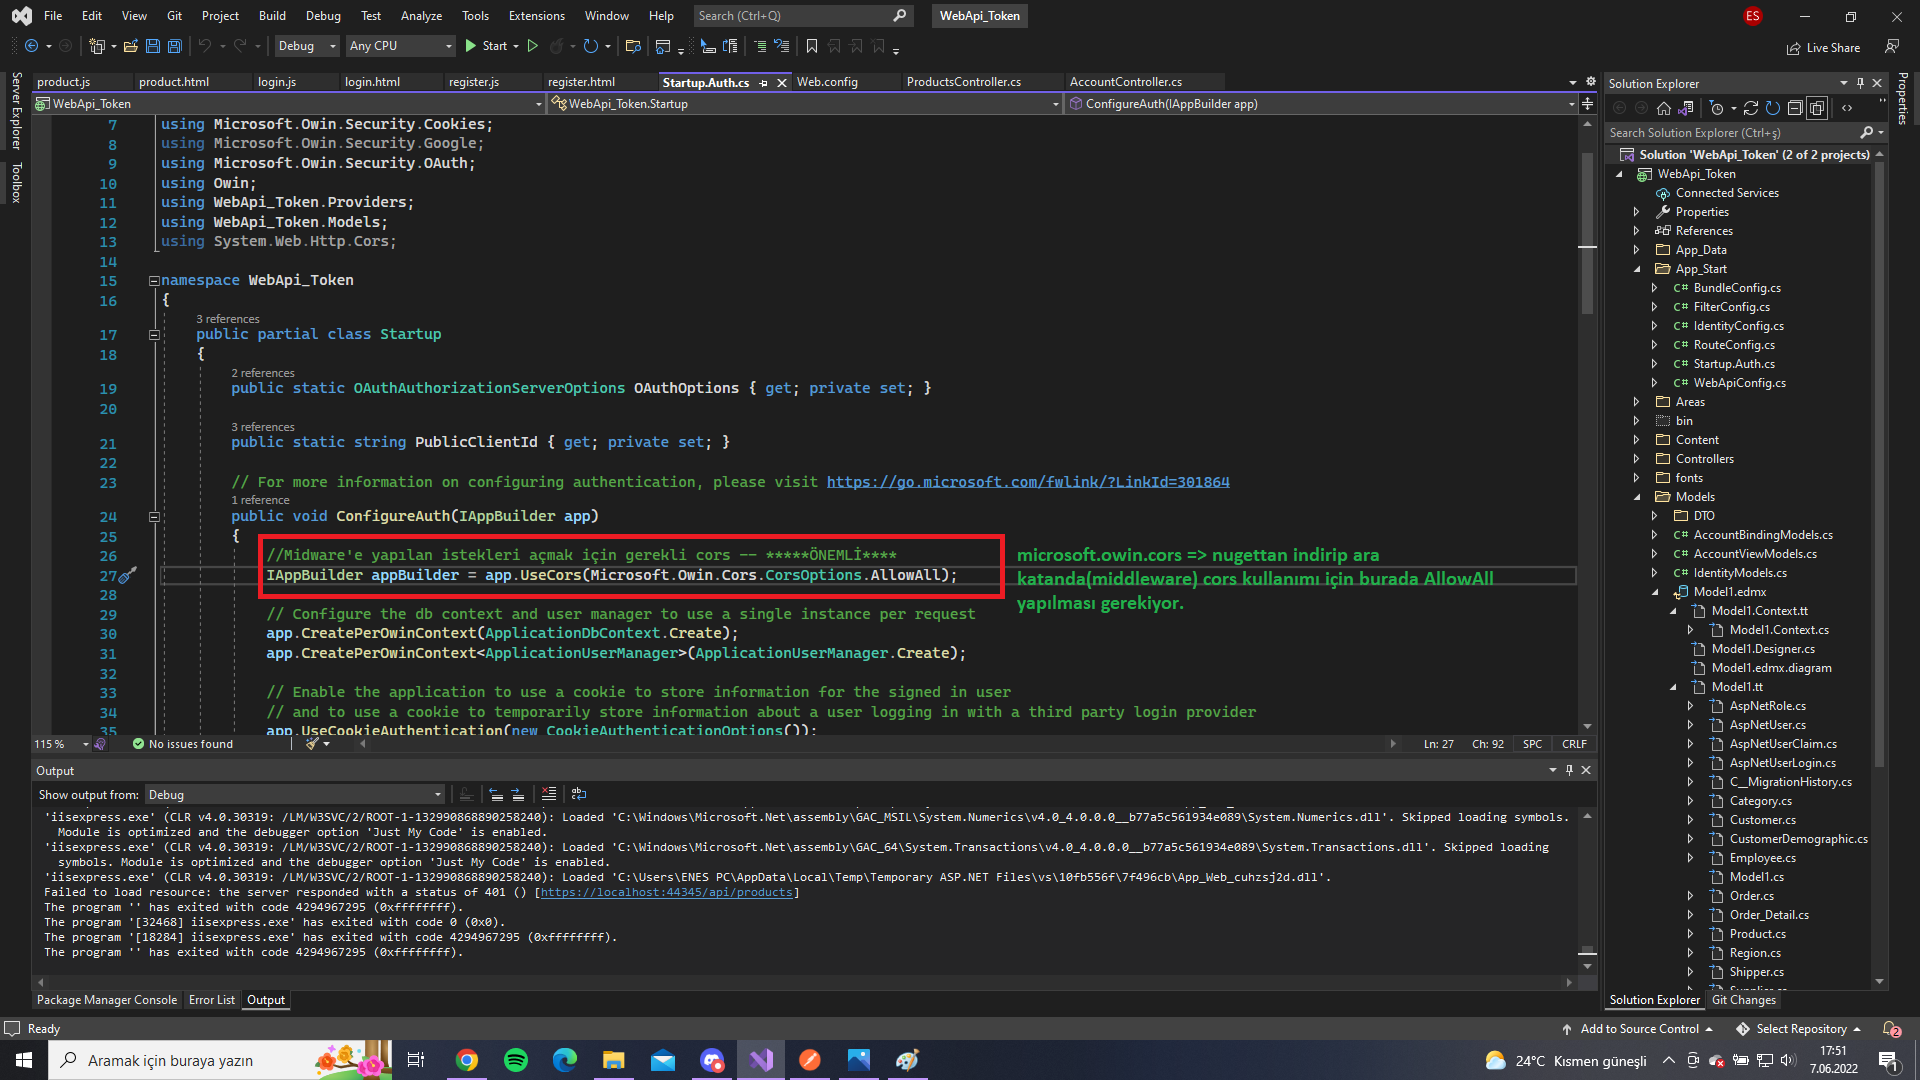 File Edit View Git Project Build Debug Test Analyze Tools Extensions Window Help Search (Ctrl+Q) WebApi_Token ES
Debug Any CPU Start Live Share
product.js product.html login.js login.html register.js register.html Startup.Auth.cs Web.config ProductsController.cs AccountController.cs
WebApi_Token WebApi_Token.Startup ConfigureAuth(IAppBuilder app)
Server Explorer
Toolbox
7 using Microsoft.Owin.Security.Cookies;
8 using Microsoft.Owin.Security.Google;
9 using Microsoft.Owin.Security.OAuth;
10 using Owin;
11 using WebApi_Token.Providers;
12 using WebApi_Token.Models;
13 using System.Web.Http.Cors;
14
15 namespace WebApi_Token
16 {
3 references
17 public partial class Startup
18 {
2 references
19 public static OAuthAuthorizationServerOptions OAuthOptions { get; private set; }
20
3 references
21 public static string PublicClientId { get; private set; }
22
23 // For more information on configuring authentication, please visit https://go.microsoft.com/fwlink/?LinkId=301864
1 reference
24 public void ConfigureAuth(IAppBuilder app)
25 {
26 //Midware'e yapılan istekleri açmak için gerekli cors -- *****ÖNEMLİ****
27 IAppBuilder appBuilder = app.UseCors(Microsoft.Owin.Cors.CorsOptions.AllowAll);
microsoft.owin.cors => nugettan indirip ara
katanda(middleware) cors kullanımı için burada AllowAll
yapılması gerekiyor.
28
29 // Configure the db context and user manager to use a single instance per request
30 app.CreatePerOwinContext(ApplicationDbContext.Create);
31 app.CreatePerOwinContext<ApplicationUserManager>(ApplicationUserManager.Create);
32
33 // Enable the application to use a cookie to store information for the signed in user
34 // and to use a cookie to temporarily store information about a user logging in with a third party login provider
35 app.UseCookieAuthentication(new CookieAuthenticationOptions());
115 % No issues found Ln: 27 Ch: 92 SPC CRLF
Output
Show output from: Debug
'iisexpress.exe' (CLR v4.0.30319: /LM/W3SVC/2/ROOT-1-132990868890258240): Loaded 'C:\Windows\Microsoft.Net\assembly\GAC_MSIL\System.Numerics\v4.0_4.0.0.0__b77a5c561934e089\System.Numerics.dll'. Skipped loading symbols.
Module is optimized and the debugger option 'Just My Code' is enabled.
'iisexpress.exe' (CLR v4.0.30319: /LM/W3SVC/2/ROOT-1-132990868890258240): Loaded 'C:\Windows\Microsoft.Net\assembly\GAC_64\System.Transactions\v4.0_4.0.0.0__b77a5c561934e089\System.Transactions.dll'. Skipped loading
symbols. Module is optimized and the debugger option 'Just My Code' is enabled.
'iisexpress.exe' (CLR v4.0.30319: /LM/W3SVC/2/ROOT-1-132990868890258240): Loaded 'C:\Users\ENES PC\AppData\Local\Temp\Temporary ASP.NET Files\vs\10fb556f\7f496cb\App_Web_cuhzsj2d.dll'.
Failed to load resource: the server responded with a status of 401 () [https://localhost:44345/api/products]
The program '' has exited with code 4294967295 (0xffffffff).
The program '[32468] iisexpress.exe' has exited with code 0 (0x0).
The program '[18284] iisexpress.exe' has exited with code 4294967295 (0xffffffff).
The program '' has exited with code 4294967295 (0xffffffff).
Package Manager Console Error List Output
Solution Explorer
Search Solution Explorer (Ctrl+ş)
Solution 'WebApi_Token' (2 of 2 projects)
WebApi_Token
Connected Services
Properties
References
App_Data
App_Start
C# BundleConfig.cs
C# FilterConfig.cs
C# IdentityConfig.cs
C# RouteConfig.cs
C# Startup.Auth.cs
C# WebApiConfig.cs
Areas
bin
Content
Controllers
fonts
Models
DTO
C# AccountBindingModels.cs
C# AccountViewModels.cs
C# IdentityModels.cs
Model1.edmx
Model1.Context.tt
Model1.Context.cs
Model1.Designer.cs
Model1.edmx.diagram
Model1.tt
AspNetRole.cs
AspNetUser.cs
AspNetUserClaim.cs
AspNetUserLogin.cs
C__MigrationHistory.cs
Category.cs
Customer.cs
CustomerDemographic.cs
Employee.cs
Model1.cs
Order.cs
Order_Detail.cs
Product.cs
Region.cs
Shipper.cs
Solution Explorer Git Changes
Properties
Ready Add to Source Control Select Repository 2
Aramak için buraya yazın 24°C Kısmen güneşli 17:51
7.06.2022 1